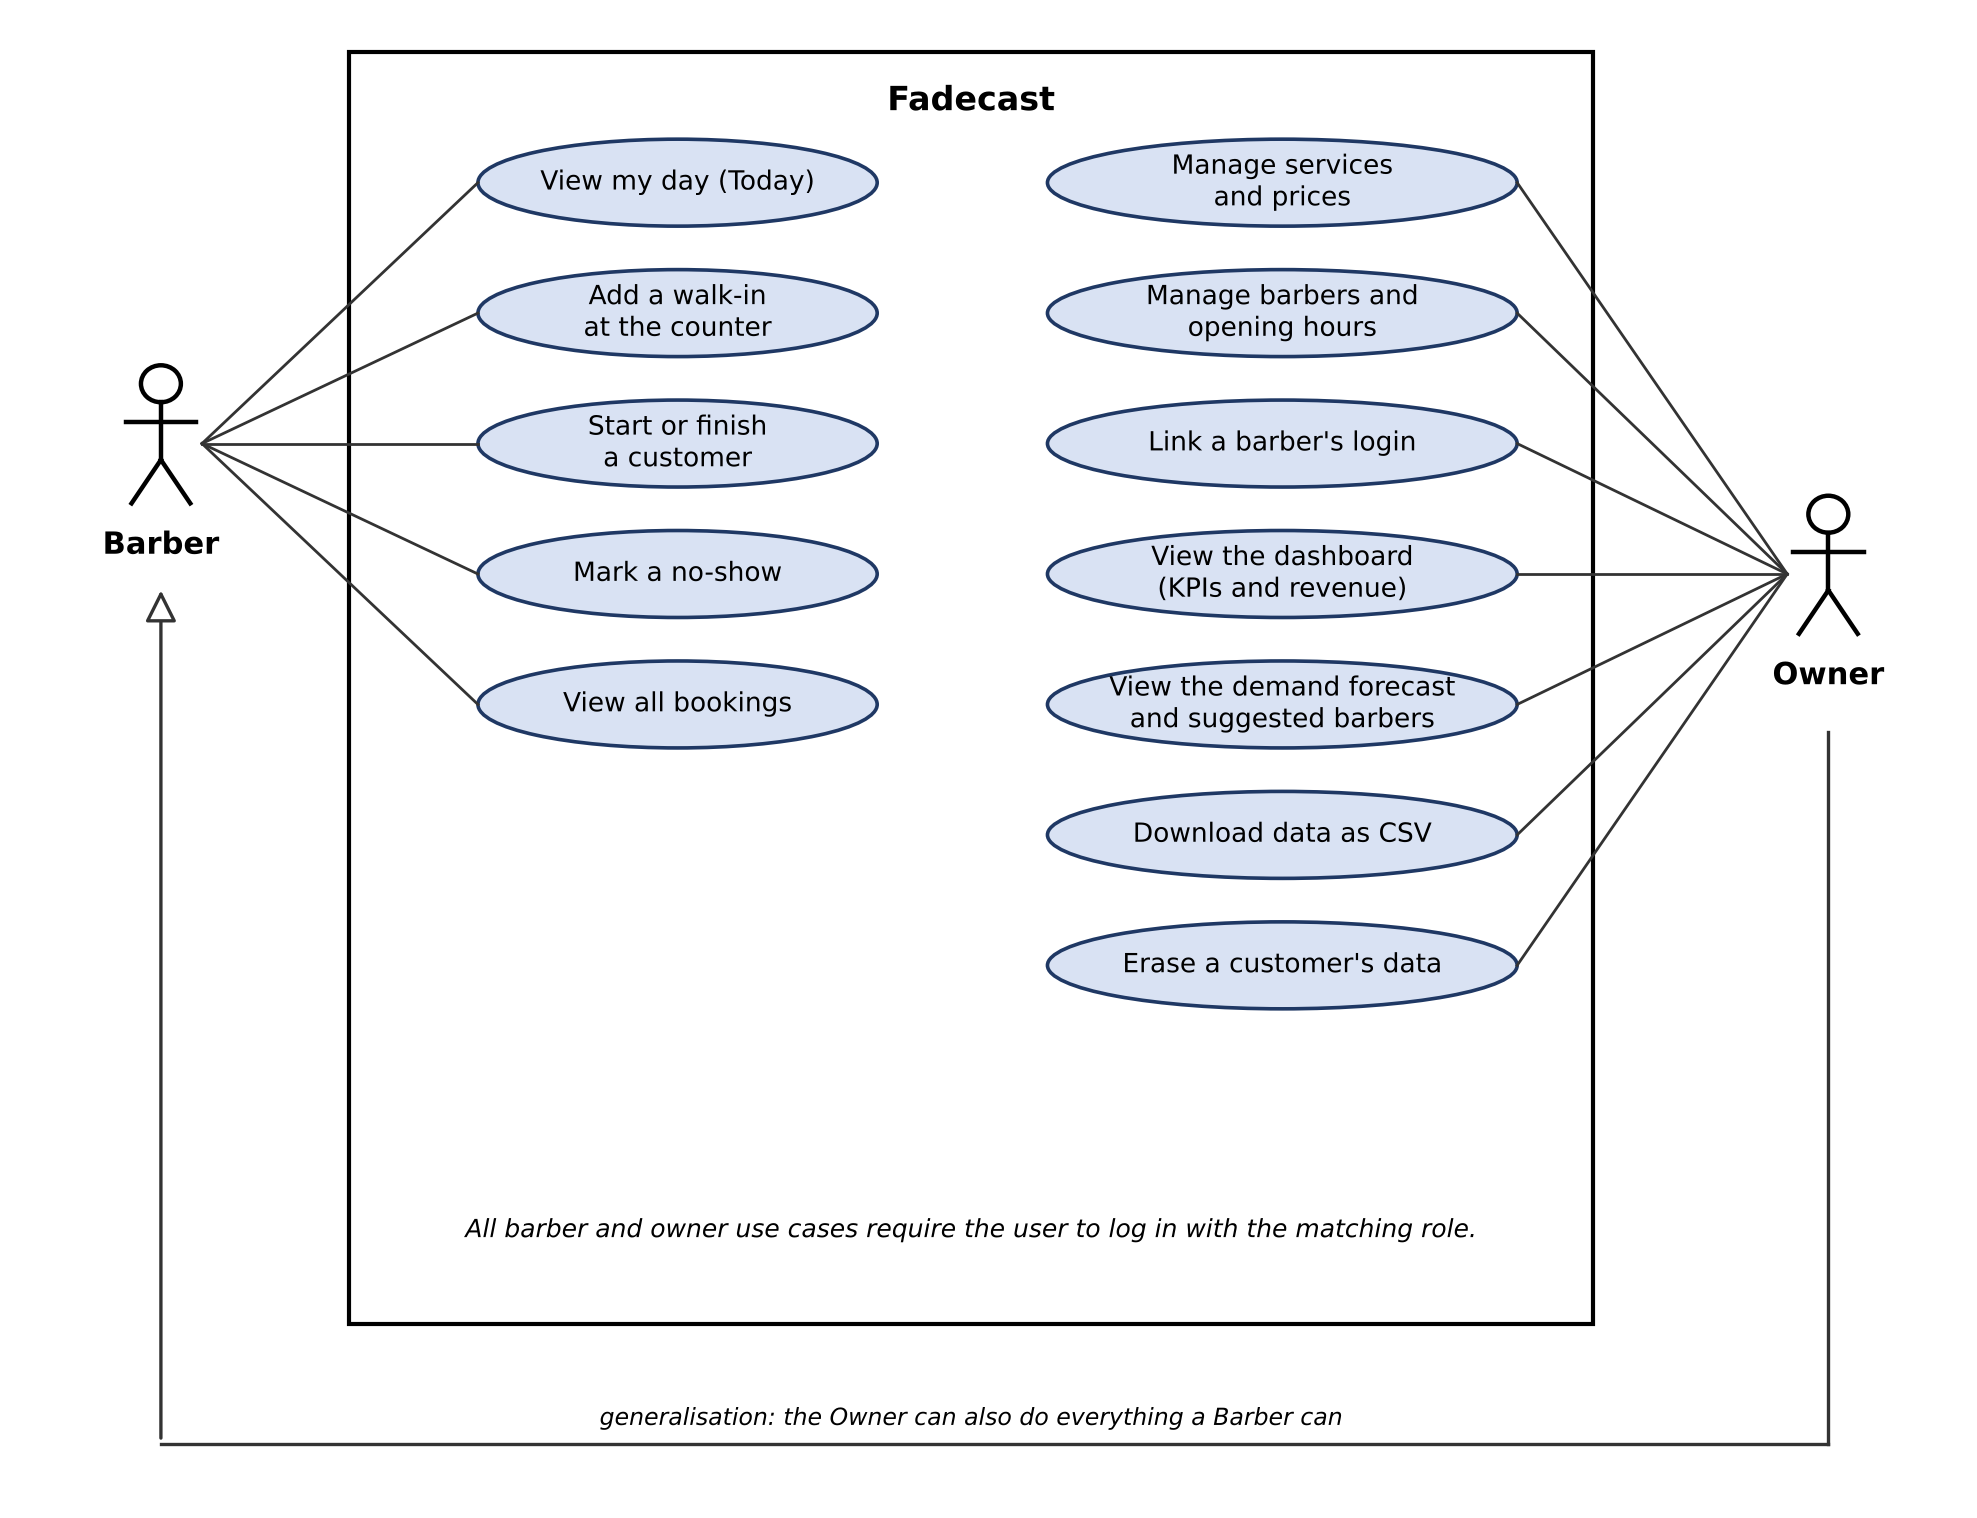 Fadecast
View my day (Today)
Add a walk-in
at the counter
Start or finish
a customer
Mark a no-show
View all bookings
Barber
Manage services
and prices
Manage barbers and
opening hours
Link a barber's login
View the dashboard
(KPIs and revenue)
View the demand forecast
and suggested barbers
Download data as CSV
Erase a customer's data
Owner
All barber and owner use cases require the user to log in with the matching role.
generalisation: the Owner can also do everything a Barber can